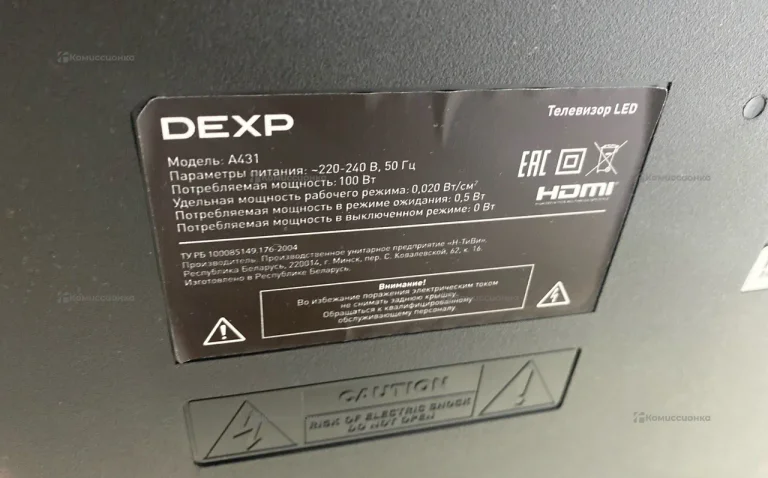 Комиссионка
DEXP
Телевизор LED
Модель: A431
Параметры питания: ~220-240 В, 50 Гц
Потребляемая мощность: 100 Вт
Удельная мощность рабочего режима: 0,020 Вт/см²
Потребляемая мощность в режиме ожидания: 0,5 Вт
Потребляемая мощность в выключенном режиме: 0 Вт
EAC
HDMI
ТУ РБ 100085149.176-2004
Производитель: Производственное унитарное предприятие «Н-ТиВи».
Республика Беларусь, 220014, г. Минск, пер. С. Ковалевской, 62, к. 16.
Изготовлено в Республике Беларусь.
Внимание!
Во избежание поражения электрическим током
не снимать заднюю крышку.
Обращаться к квалифицированному
обслуживающему персоналу.
CAUTION
RISK OF ELECTRIC SHOCK
DO NOT OPEN
Комиссионка
Комиссионка
Комиссионка